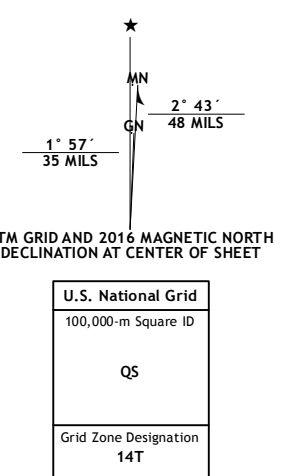 ★
MN
GN
2° 43´
48 MILS
1° 57´
35 MILS
TM GRID AND 2016 MAGNETIC NORTH
DECLINATION AT CENTER OF SHEET
U.S. National Grid
100,000-m Square ID
QS
Grid Zone Designation
14T